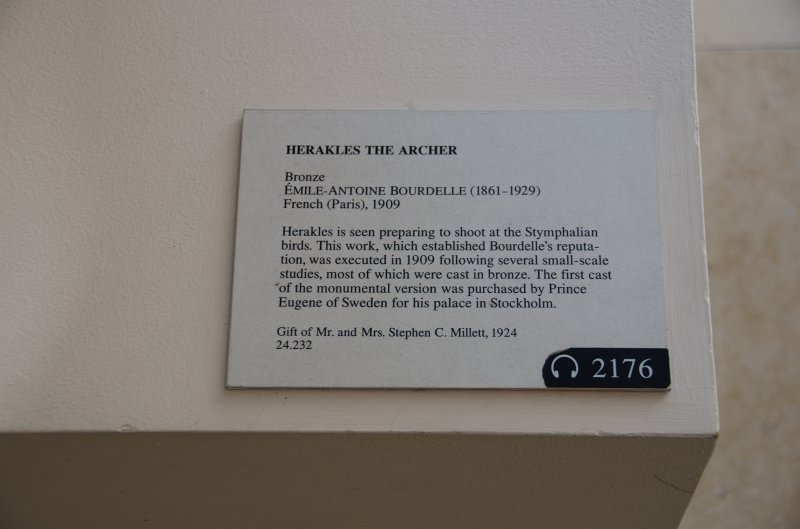 HERAKLES THE ARCHER
Bronze
ÉMILE-ANTOINE BOURDELLE (1861–1929)
French (Paris), 1909
Herakles is seen preparing to shoot at the Stymphalian
birds. This work, which established Bourdelle's reputa-
tion, was executed in 1909 following several small-scale
studies, most of which were cast in bronze. The first cast
of the monumental version was purchased by Prince
Eugene of Sweden for his palace in Stockholm.
Gift of Mr. and Mrs. Stephen C. Millett, 1924
24.232
2176